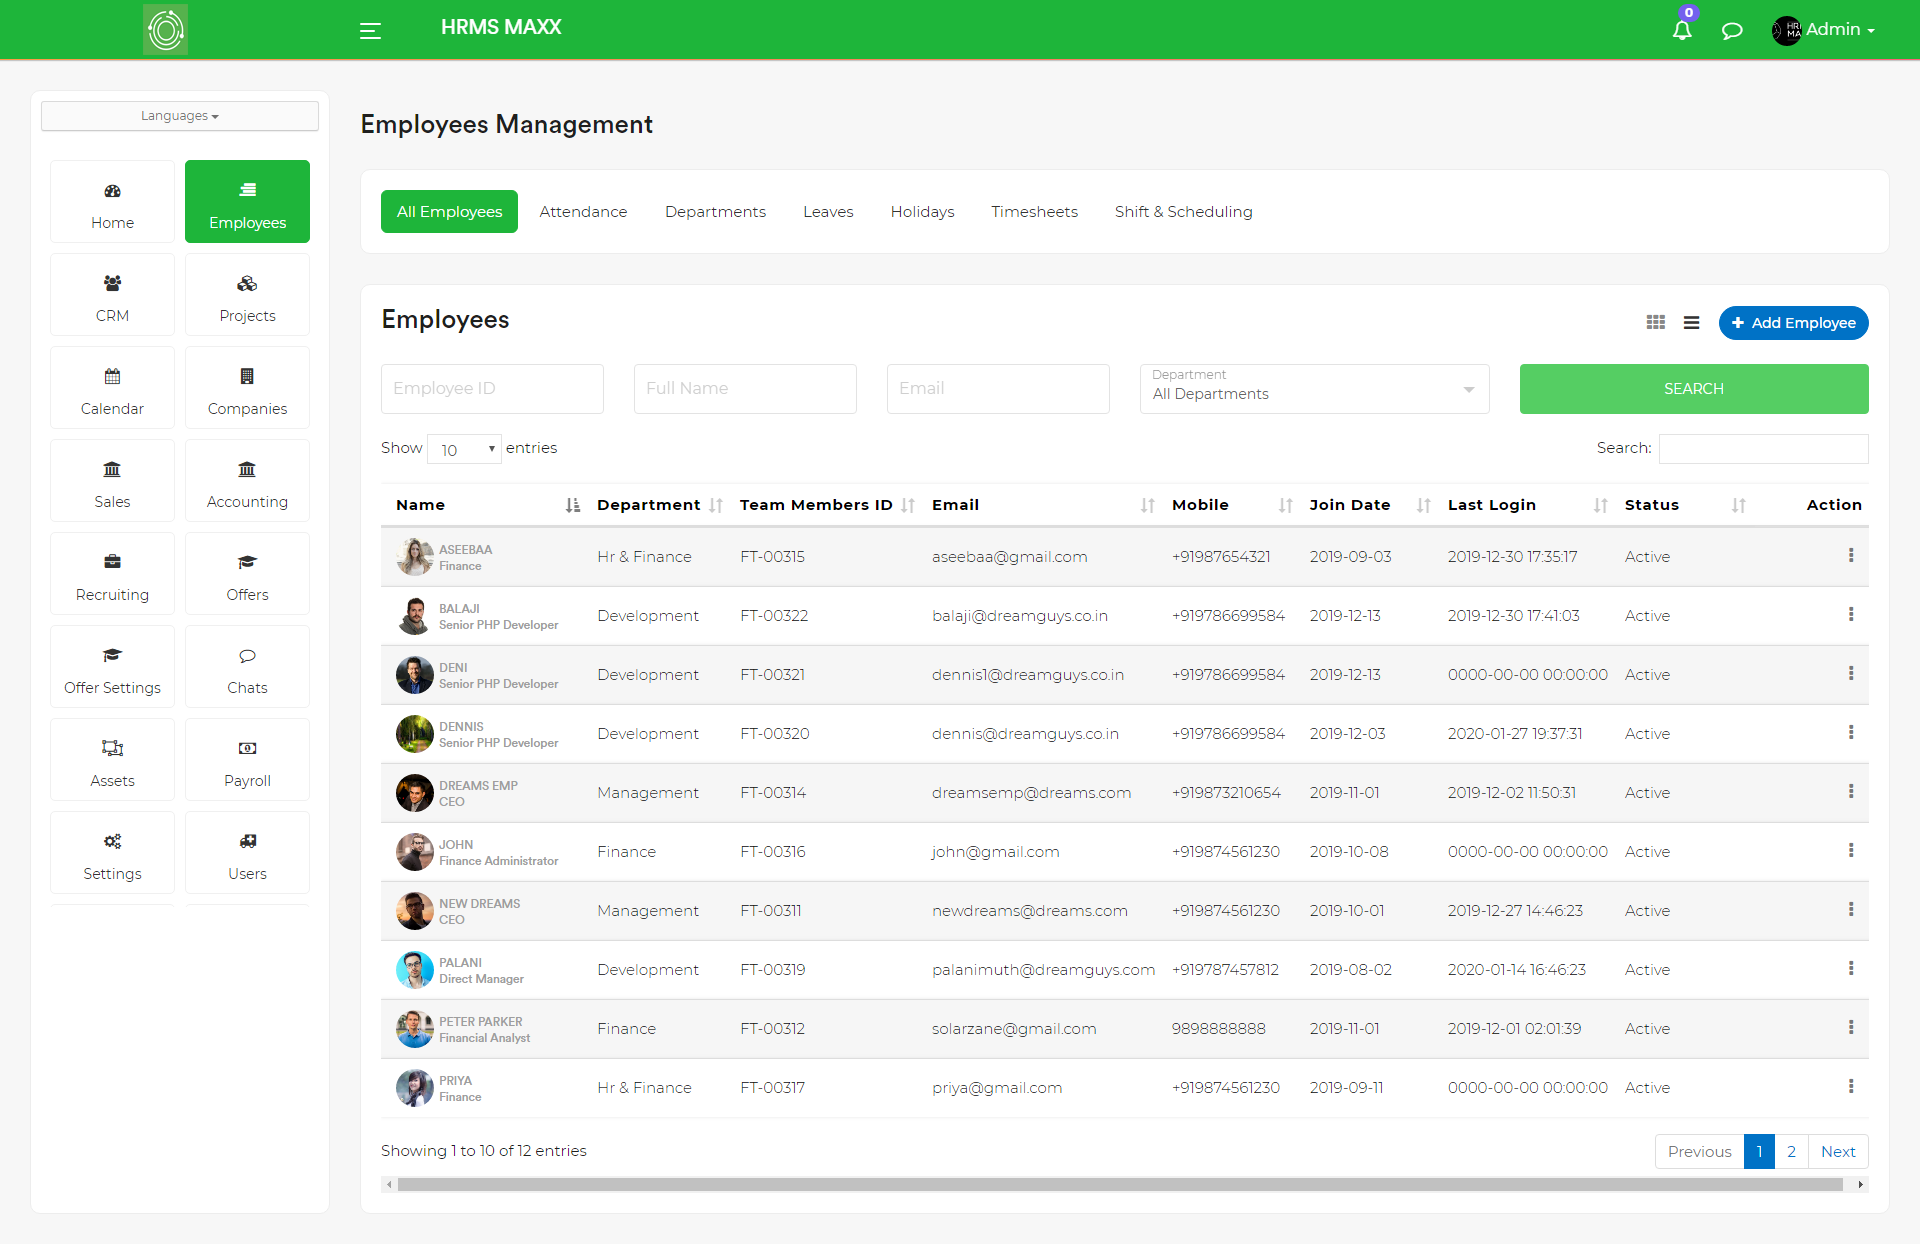 HRMS MAXX
0
HR
MA
Admin
Languages
Home
Employees
CRM
Projects
Calendar
Companies
Sales
Accounting
Recruiting
Offers
Offer Settings
Chats
Assets
Payroll
Settings
Users
Employees Management
All Employees Attendance Departments Leaves Holidays Timesheets Shift & Scheduling
Employees
+ Add Employee
Employee ID
Full Name
Email
Department
All Departments
SEARCH
Show 10 entries
Search:
Name Department Team Members ID Email Mobile Join Date Last Login Status Action
ASEEBAA
Finance
Hr & Finance FT-00315 aseebaa@gmail.com +91987654321 2019-09-03 2019-12-30 17:35:17 Active
BALAJI
Senior PHP Developer
Development FT-00322 balaji@dreamguys.co.in +919786699584 2019-12-13 2019-12-30 17:41:03 Active
DENI
Senior PHP Developer
Development FT-00321 dennis1@dreamguys.co.in +919786699584 2019-12-13 0000-00-00 00:00:00 Active
DENNIS
Senior PHP Developer
Development FT-00320 dennis@dreamguys.co.in +919786699584 2019-12-03 2020-01-27 19:37:31 Active
DREAMS EMP
CEO
Management FT-00314 dreamsemp@dreams.com +919873210654 2019-11-01 2019-12-02 11:50:31 Active
JOHN
Finance Administrator
Finance FT-00316 john@gmail.com +919874561230 2019-10-08 0000-00-00 00:00:00 Active
NEW DREAMS
CEO
Management FT-00311 newdreams@dreams.com +919874561230 2019-10-01 2019-12-27 14:46:23 Active
PALANI
Direct Manager
Development FT-00319 palanimuth@dreamguys.com +919787457812 2019-08-02 2020-01-14 16:46:23 Active
PETER PARKER
Financial Analyst
Finance FT-00312 solarzane@gmail.com 9898888888 2019-11-01 2019-12-01 02:01:39 Active
PRIYA
Finance
Hr & Finance FT-00317 priya@gmail.com +919874561230 2019-09-11 0000-00-00 00:00:00 Active
Showing 1 to 10 of 12 entries
Previous 1 2 Next